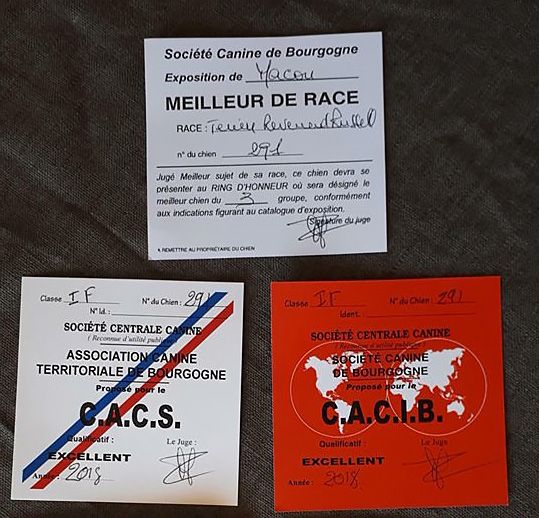 Société Canine de Bourgogne
Exposition de Macon
MEILLEUR DE RACE
RACE : Terrier Reverend Russell
n° du chien 291
Jugé Meilleur sujet de sa race, ce chien devra se
présenter au RING D'HONNEUR où sera désigné le
meilleur chien du 3 groupe, conformément
aux indications figurant au catalogue d'exposition.
Signature du juge
A REMETTRE AU PROPRIÉTAIRE DU CHIEN
Classe IF N° du Chien : 291
N° Id. :
SOCIÉTÉ CENTRALE CANINE
( Reconnue d'utilité publique )
ASSOCIATION CANINE
TERRITORIALE DE BOURGOGNE
Proposé pour le
C.A.C.S.
Qualificatif : Le Juge :
EXCELLENT
Année : 2018
Classe : IF N° du Chien : 291
Ident. :
SOCIÉTÉ CENTRALE CANINE
( Reconnue d'utilité publique )
SOCIÉTÉ CANINE
DE BOURGOGNE
Proposé pour le
C.A.C.I.B.
Qualificatif : Le Juge
EXCELLENT
Année : 2018